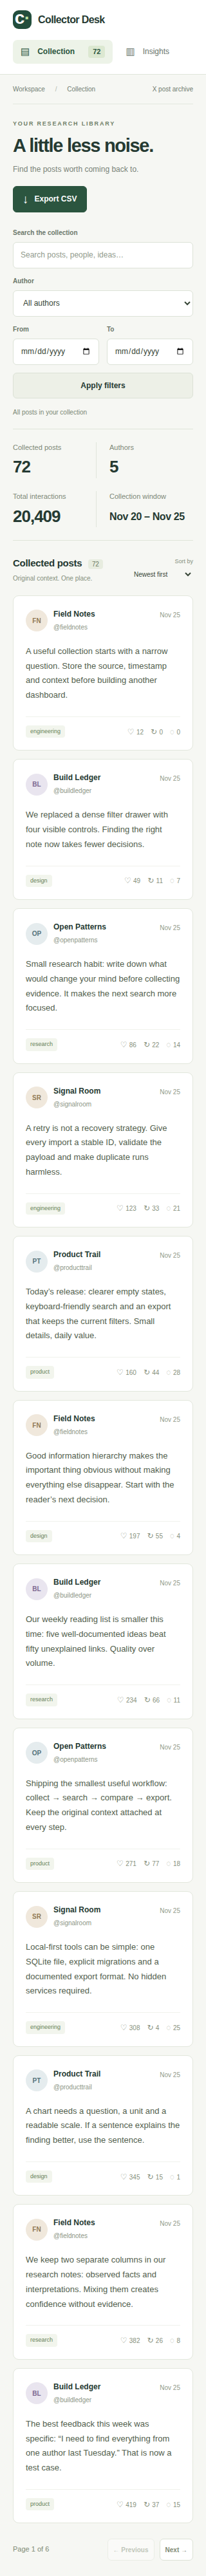 Collector Desk
Collection 72 Insights
Workspace / Collection X post archive
YOUR RESEARCH LIBRARY
A little less noise.
Find the posts worth coming back to.
↓ Export CSV
Search the collection
Search posts, people, ideas…
Author
All authors
From To
mm/dd/yyyy mm/dd/yyyy
Apply filters
All posts in your collection
Collected posts Authors
72 5
Total interactions Collection window
20,409 Nov 20 – Nov 25
Collected posts 72 Sort by
Original context. One place. Newest first
FN Field Notes Nov 25
@fieldnotes
A useful collection starts with a narrow
question. Store the source, timestamp
and context before building another
dashboard.
engineering ♡ 12 ↻ 0 ○ 0
BL Build Ledger Nov 25
@buildledger
We replaced a dense filter drawer with
four visible controls. Finding the right
note now takes fewer decisions.
design ♡ 49 ↻ 11 ○ 7
OP Open Patterns Nov 25
@openpatterns
Small research habit: write down what
would change your mind before collecting
evidence. It makes the next search more
focused.
research ♡ 86 ↻ 22 ○ 14
SR Signal Room Nov 25
@signalroom
A retry is not a recovery strategy. Give
every import a stable ID, validate the
payload and make duplicate runs
harmless.
engineering ♡ 123 ↻ 33 ○ 21
PT Product Trail Nov 25
@producttrail
Today’s release: clearer empty states,
keyboard-friendly search and an export
that keeps the current filters. Small
details, daily value.
product ♡ 160 ↻ 44 ○ 28
FN Field Notes Nov 25
@fieldnotes
Good information hierarchy makes the
important thing obvious without making
everything else disappear. Start with the
reader’s next decision.
design ♡ 197 ↻ 55 ○ 4
BL Build Ledger Nov 25
@buildledger
Our weekly reading list is smaller this
time: five well-documented ideas beat
fifty unexplained links. Quality over
volume.
research ♡ 234 ↻ 66 ○ 11
OP Open Patterns Nov 25
@openpatterns
Shipping the smallest useful workflow:
collect → search → compare → export.
Keep the original context attached at
every step.
product ♡ 271 ↻ 77 ○ 18
SR Signal Room Nov 25
@signalroom
Local-first tools can be simple: one
SQLite file, explicit migrations and a
documented export format. No hidden
services required.
engineering ♡ 308 ↻ 4 ○ 25
PT Product Trail Nov 25
@producttrail
A chart needs a question, a unit and a
readable scale. If a sentence explains the
finding better, use the sentence.
design ♡ 345 ↻ 15 ○ 1
FN Field Notes Nov 25
@fieldnotes
We keep two separate columns in our
research notes: observed facts and
interpretations. Mixing them creates
confidence without evidence.
research ♡ 382 ↻ 26 ○ 8
BL Build Ledger Nov 25
@buildledger
The best feedback this week was
specific: “I need to find everything from
one author last Tuesday.” That is now a
test case.
product ♡ 419 ↻ 37 ○ 15
Page 1 of 6 ← Previous Next →